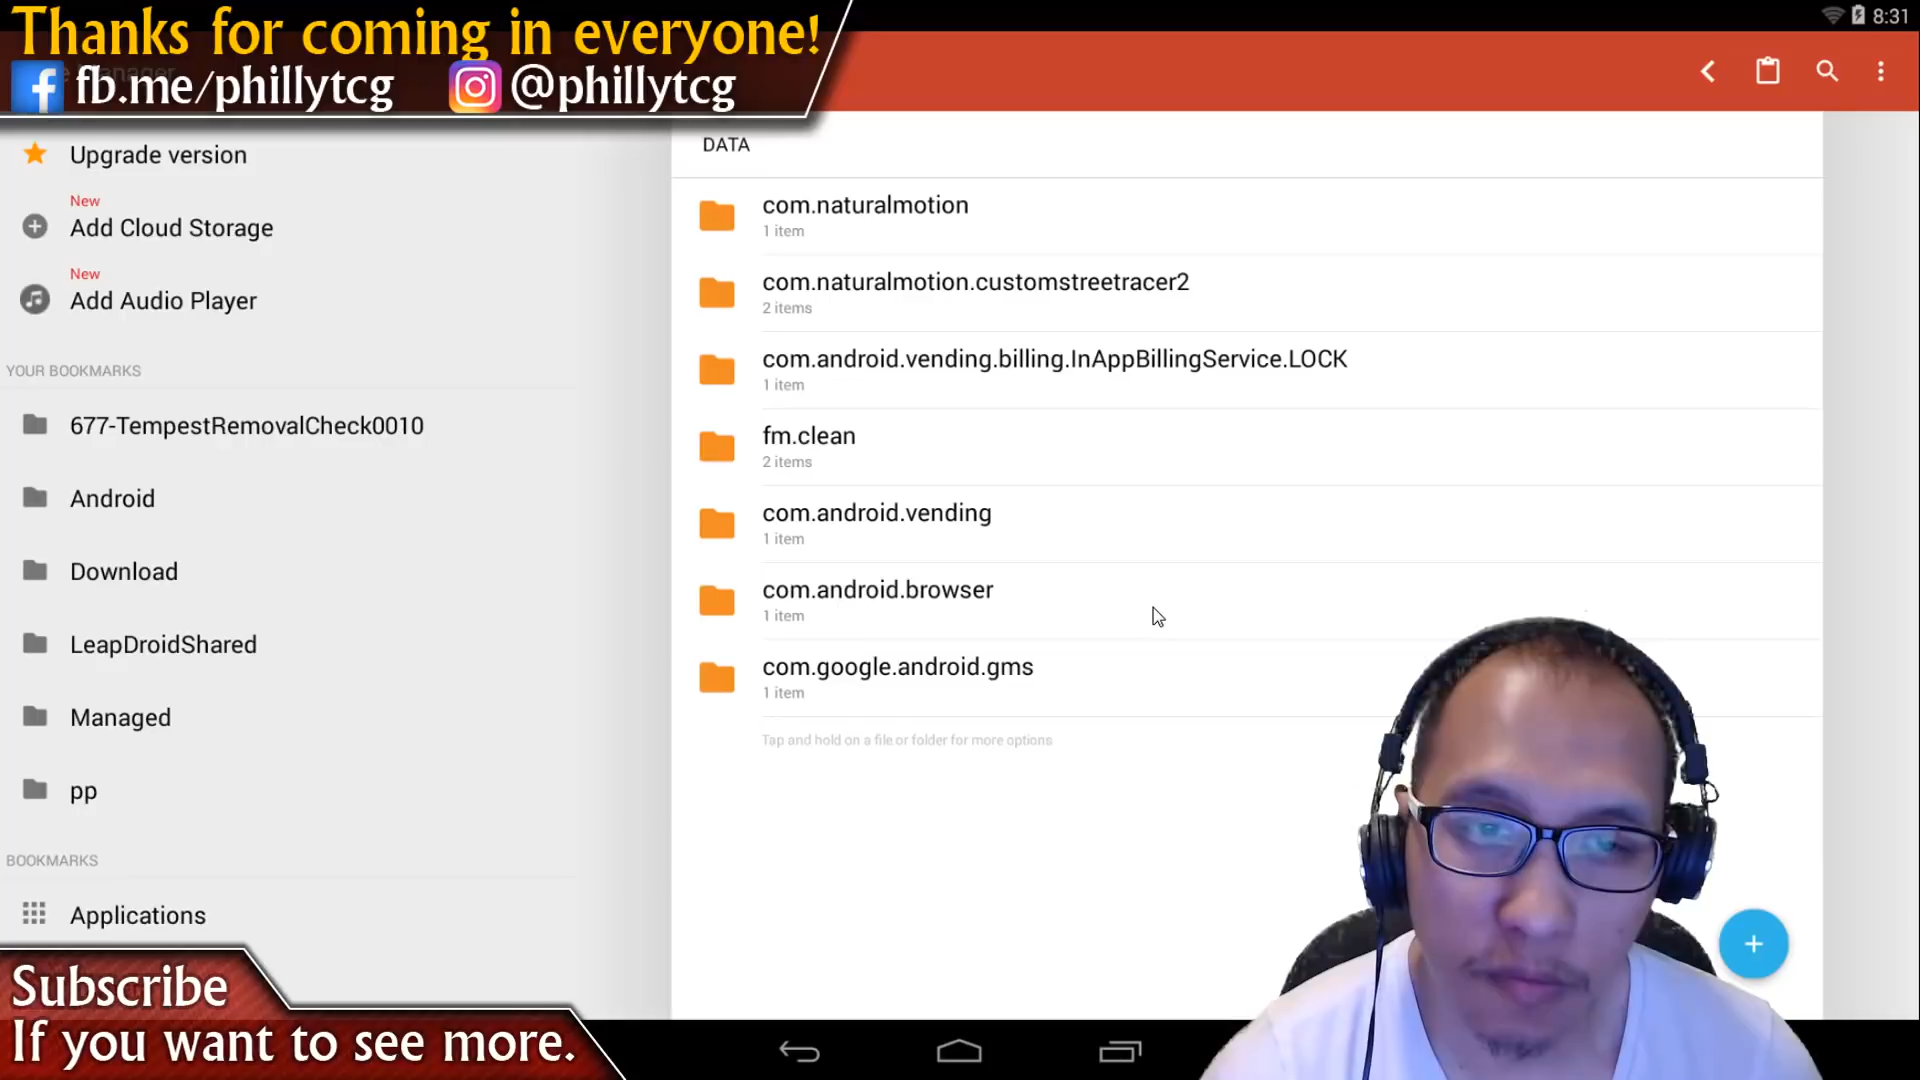 Thanks for coming in everyone!
fb.me/phillytcg
@phillytcg
8:31
Upgrade version
New
Add Cloud Storage
New
Add Audio Player
YOUR BOOKMARKS
677-TempestRemovalCheck0010
Android
Download
LeapDroidShared
Managed
pp
BOOKMARKS
Applications
DATA
com.naturalmotion
1 item
com.naturalmotion.customstreetracer2
2 items
com.android.vending.billing.InAppBillingService.LOCK
1 item
fm.clean
2 items
com.android.vending
1 item
com.android.browser
1 item
com.google.android.gms
1 item
Tap and hold on a file or folder for more options
Subscribe
If you want to see more.